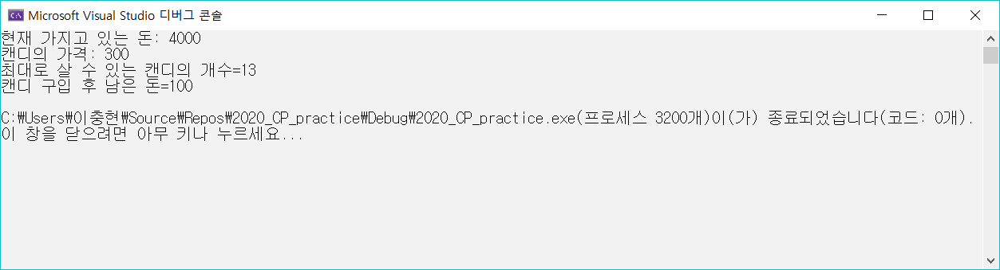 Microsoft Visual Studio 디버그 콘솔
현재 가지고 있는 돈: 4000
캔디의 가격: 300
최대로 살 수 있는 캔디의 개수=13
캔디 구입 후 남은 돈=100
C:₩Users₩이충현₩Source₩Repos₩2020_CP_practice₩Debug₩2020_CP_practice.exe(프로세스 3200개)이(가) 종료되었습니다(코드: 0개).
이 창을 닫으려면 아무 키나 누르세요...